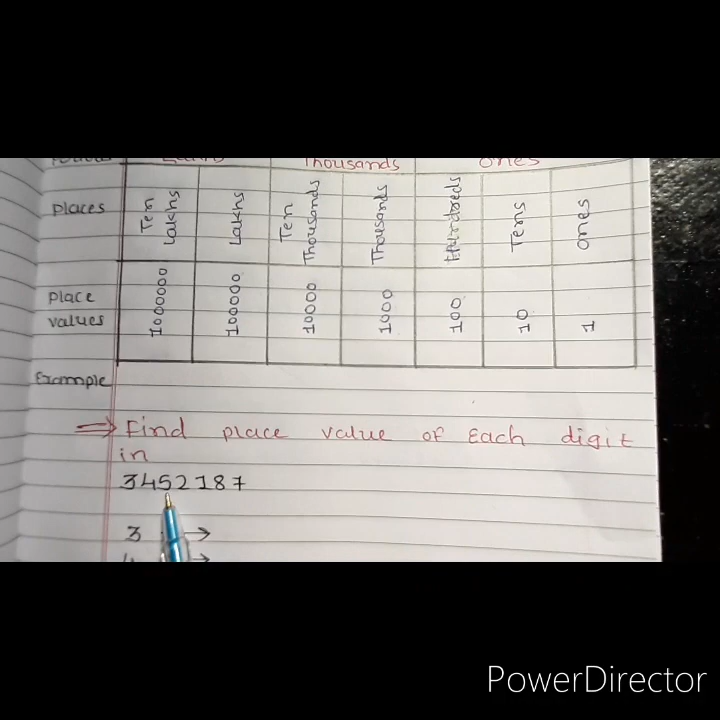 Thousands ones
places Ten Lakhs Lakhs Ten Thousands Thousands Hundreds Tens ones
place values 1000000 100000 10000 1000 100 10 1
Example
⇒ Find place value of Each digit
in
3452187
3 →
→
PowerDirector